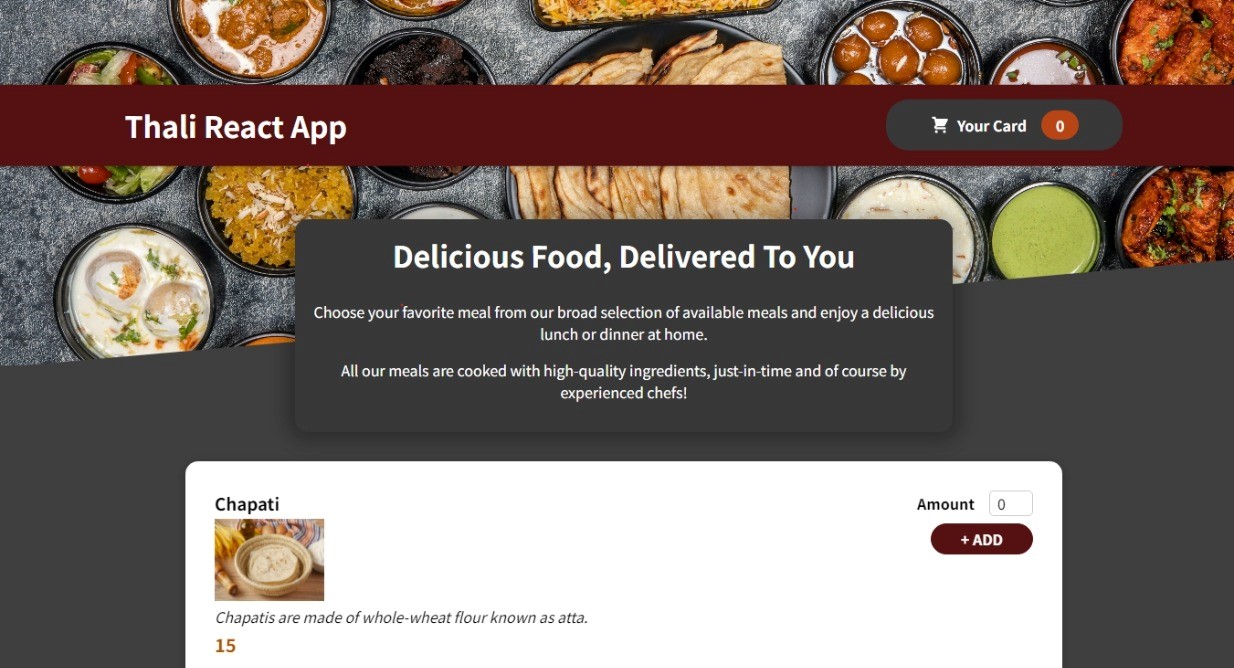 Thali React App
Your Card 0
Delicious Food, Delivered To You
Choose your favorite meal from our broad selection of available meals and enjoy a delicious
lunch or dinner at home.
All our meals are cooked with high-quality ingredients, just-in-time and of course by
experienced chefs!
Chapati
Amount 0
+ ADD
Chapatis are made of whole-wheat flour known as atta.
15